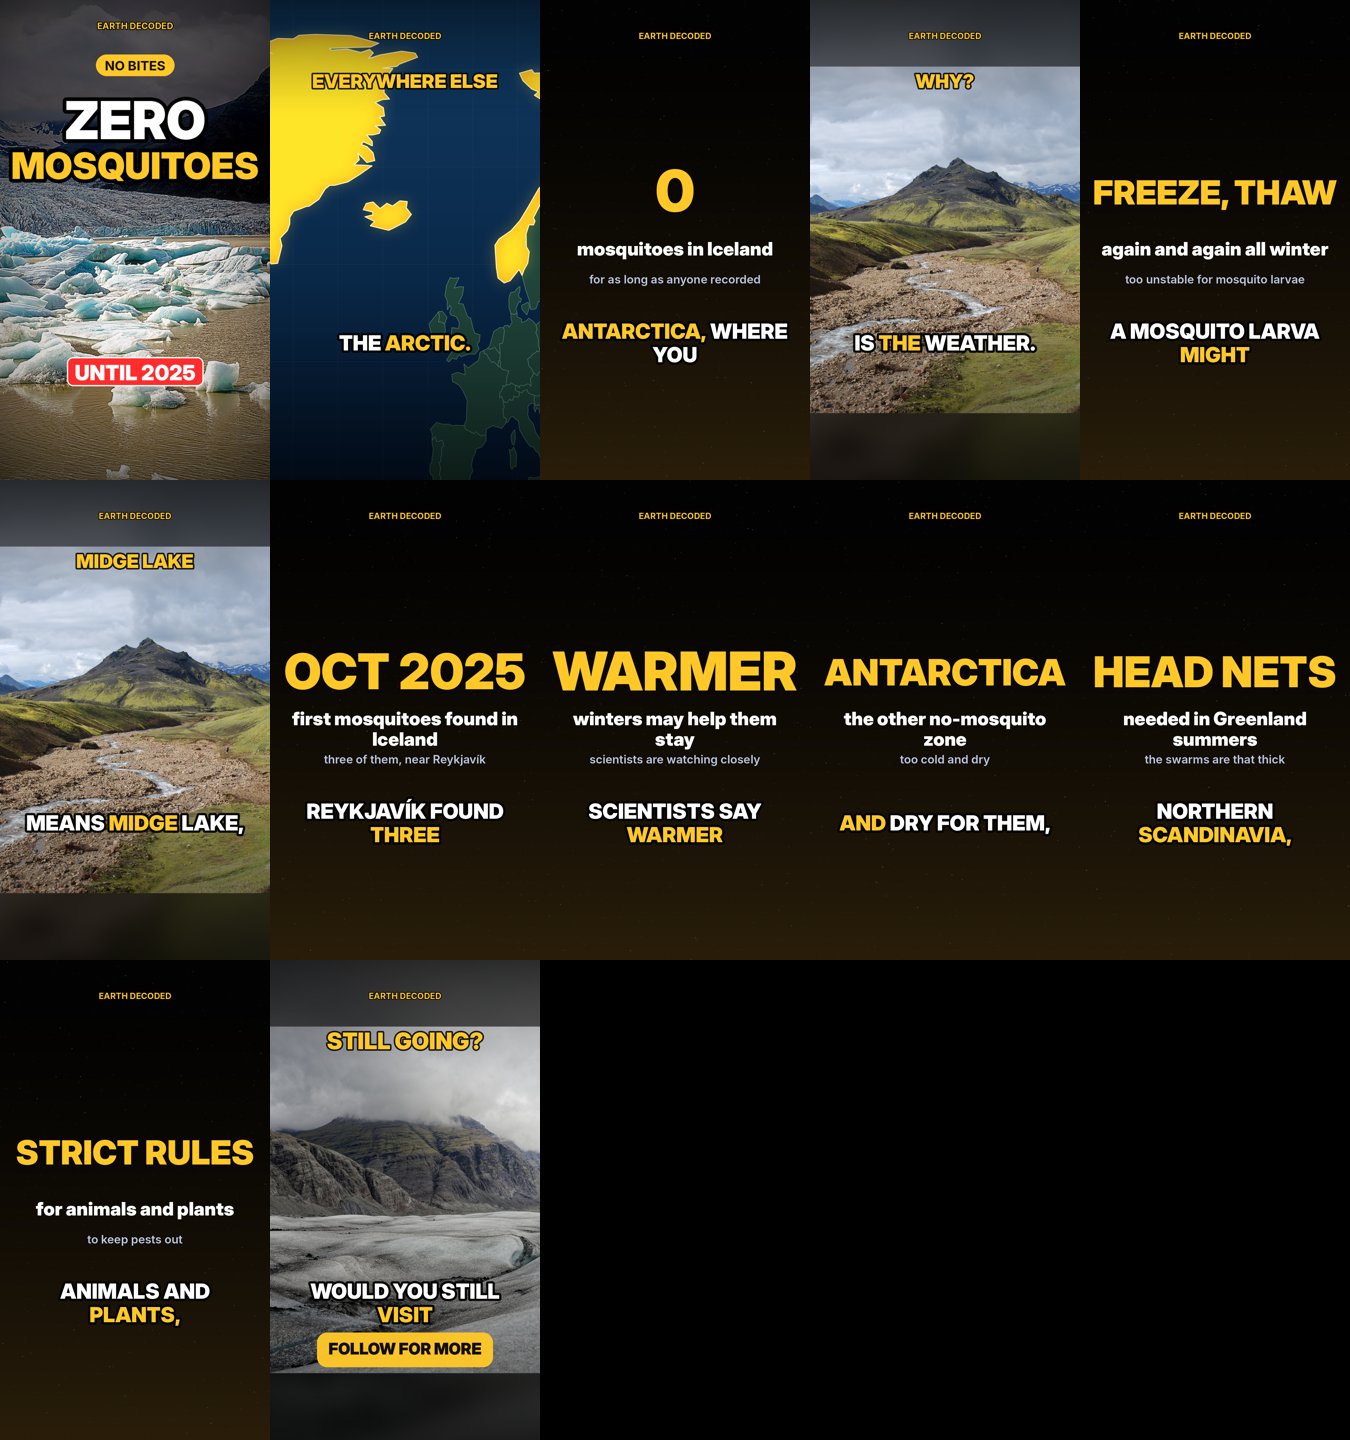 EARTH DECODED
NO BITES
ZERO
MOSQUITOES
UNTIL 2025
EARTH DECODED
EVERYWHERE ELSE
THE ARCTIC.
EARTH DECODED
0
mosquitoes in Iceland
for as long as anyone recorded
ANTARCTICA, WHERE
YOU
EARTH DECODED
WHY?
IS THE WEATHER.
EARTH DECODED
FREEZE, THAW
again and again all winter
too unstable for mosquito larvae
A MOSQUITO LARVA
MIGHT
EARTH DECODED
MIDGE LAKE
MEANS MIDGE LAKE,
EARTH DECODED
OCT 2025
first mosquitoes found in
Iceland
three of them, near Reykjavík
REYKJAVÍK FOUND
THREE
EARTH DECODED
WARMER
winters may help them
stay
scientists are watching closely
SCIENTISTS SAY
WARMER
EARTH DECODED
ANTARCTICA
the other no-mosquito
zone
too cold and dry
AND DRY FOR THEM,
EARTH DECODED
HEAD NETS
needed in Greenland
summers
the swarms are that thick
NORTHERN
SCANDINAVIA,
EARTH DECODED
STRICT RULES
for animals and plants
to keep pests out
ANIMALS AND
PLANTS,
EARTH DECODED
STILL GOING?
WOULD YOU STILL
VISIT
FOLLOW FOR MORE